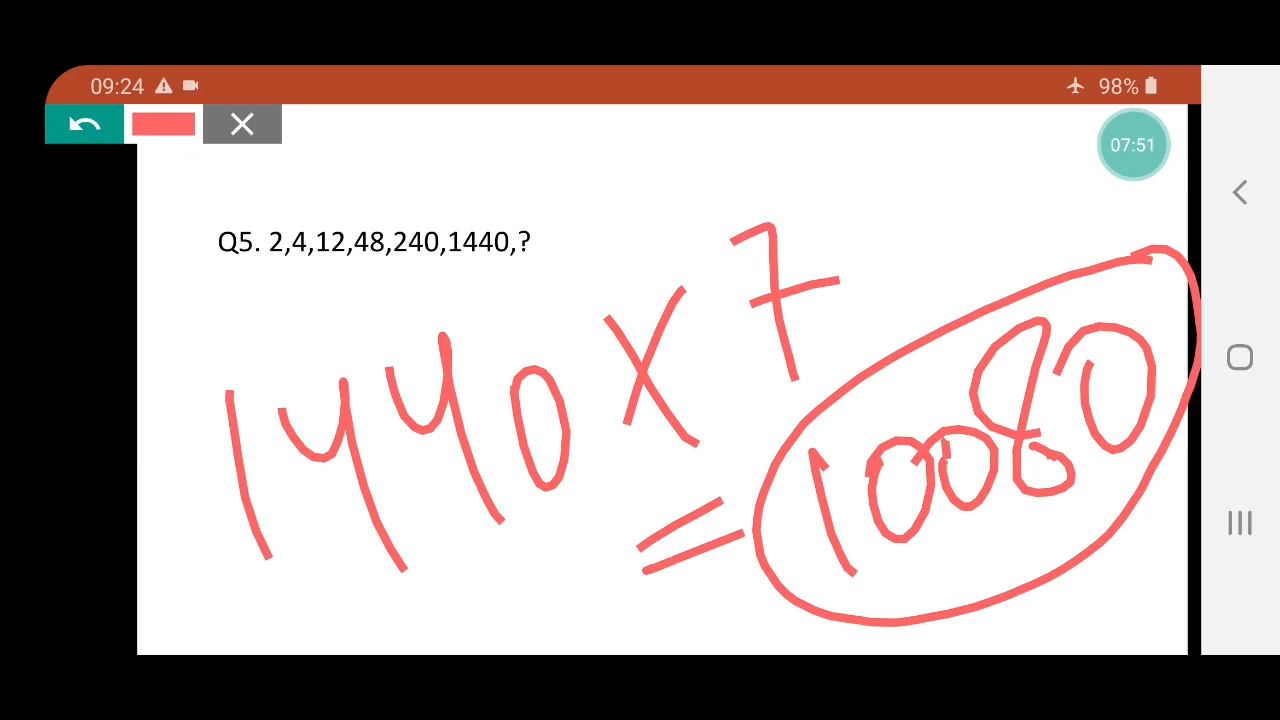 09:24 98%
07:51
Q5. 2,4,12,48,240,1440,?
1440 x 7
= 10080